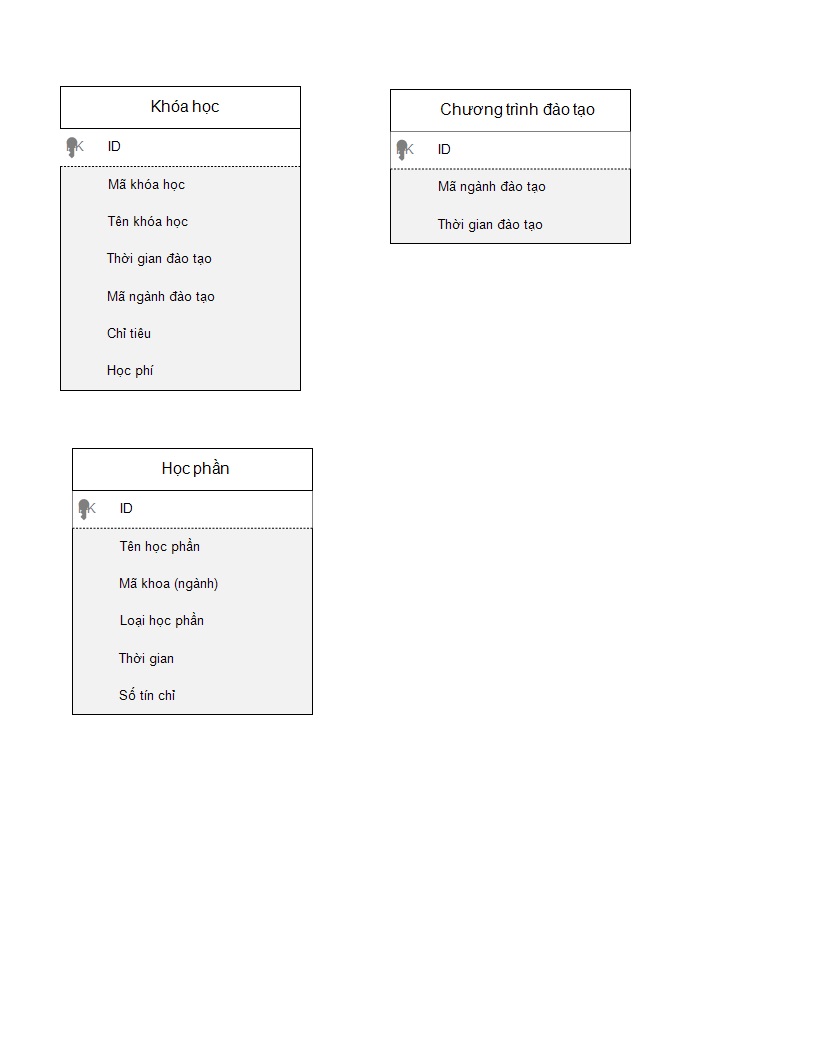 Khóa học
PK ID
Mã khóa học
Tên khóa học
Thời gian đào tạo
Mã ngành đào tạo
Chỉ tiêu
Học phí
Chương trình đào tạo
PK ID
Mã ngành đào tạo
Thời gian đào tạo
Học phần
PK ID
Tên học phần
Mã khoa (ngành)
Loại học phần
Thời gian
Số tín chỉ